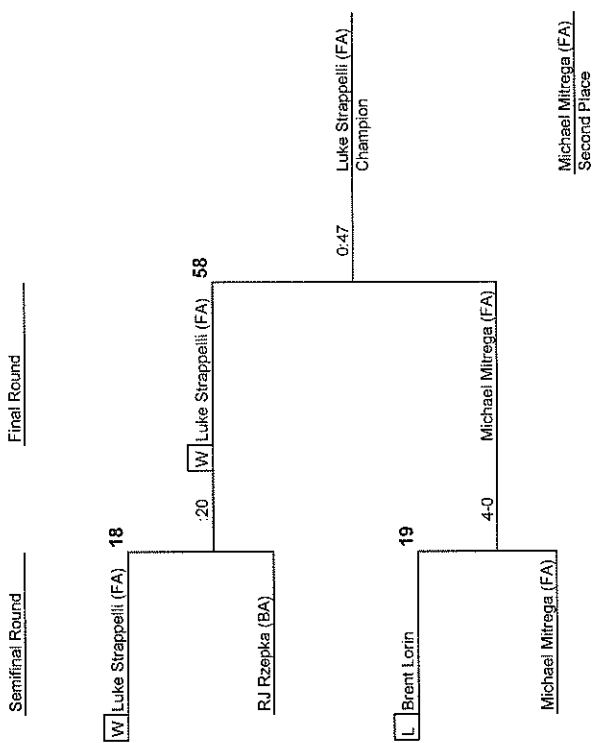 Semifinal Round
Final Round
W Luke Strappelli (FA)
18
RJ Rzepka (BA)
:20
W Luke Strappelli (FA)
58
L Brent Lorin
19
Michael Mitrega (FA)
4-0
Michael Mitrega (FA)
0:47
Luke Strappelli (FA)
Champion
Michael Mitrega (FA)
Second Place